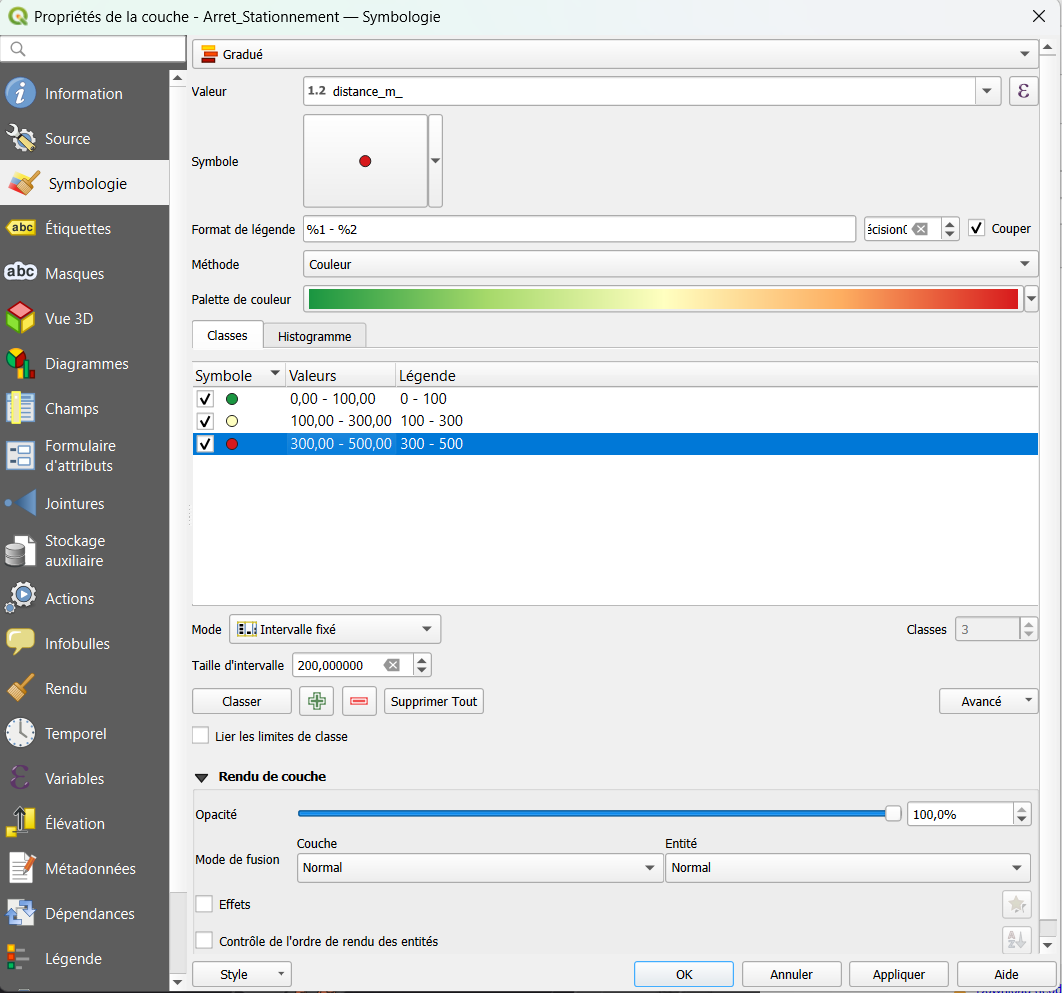 Propriétés de la couche - Arret_Stationnement — Symbologie
Information
Source
Symbologie
abc Étiquettes
abc Masques
Vue 3D
Diagrammes
Champs
Formulaire
d'attributs
Jointures
Stockage
auxiliaire
Actions
Infobulles
Rendu
Temporel
Variables
Élévation
Métadonnées
Dépendances
Légende
Gradué
Valeur 1.2 distance_m_ ε
Symbole
Format de légende %1 - %2 Couper
Méthode Couleur
Palette de couleur
Classes Histogramme
Symbole Valeurs Légende
0,00 - 100,00 0 - 100
100,00 - 300,00 100 - 300
300,00 - 500,00 300 - 500
Mode Intervalle fixé Classes 3
Taille d'intervalle 200,000000
Classer Supprimer Tout Avancé
Lier les limites de classe
Rendu de couche
Opacité 100,0%
Couche Entité
Mode de fusion Normal Normal
Effets
Contrôle de l'ordre de rendu des entités
Style OK Annuler Appliquer Aide